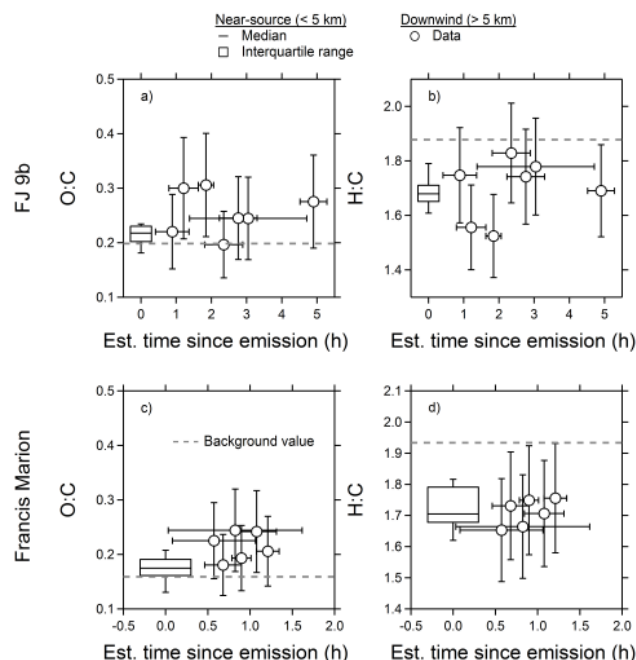 Near-source (< 5 km)
Median
Interquartile range
Downwind (> 5 km)
Data
FJ 9b
a)
O:C
0.5
0.4
0.3
0.2
0.1
0 1 2 3 4 5
Est. time since emission (h)
b)
H:C
2.0
1.8
1.6
1.4
0 1 2 3 4 5
Est. time since emission (h)
Francis Marion
c)
Background value
O:C
0.5
0.4
0.3
0.2
0.1
-0.5 0.0 0.5 1.0 1.5 2.0
Est. time since emission (h)
d)
H:C
2.1
2.0
1.9
1.8
1.7
1.6
1.5
1.4
-0.5 0.0 0.5 1.0 1.5 2.0
Est. time since emission (h)